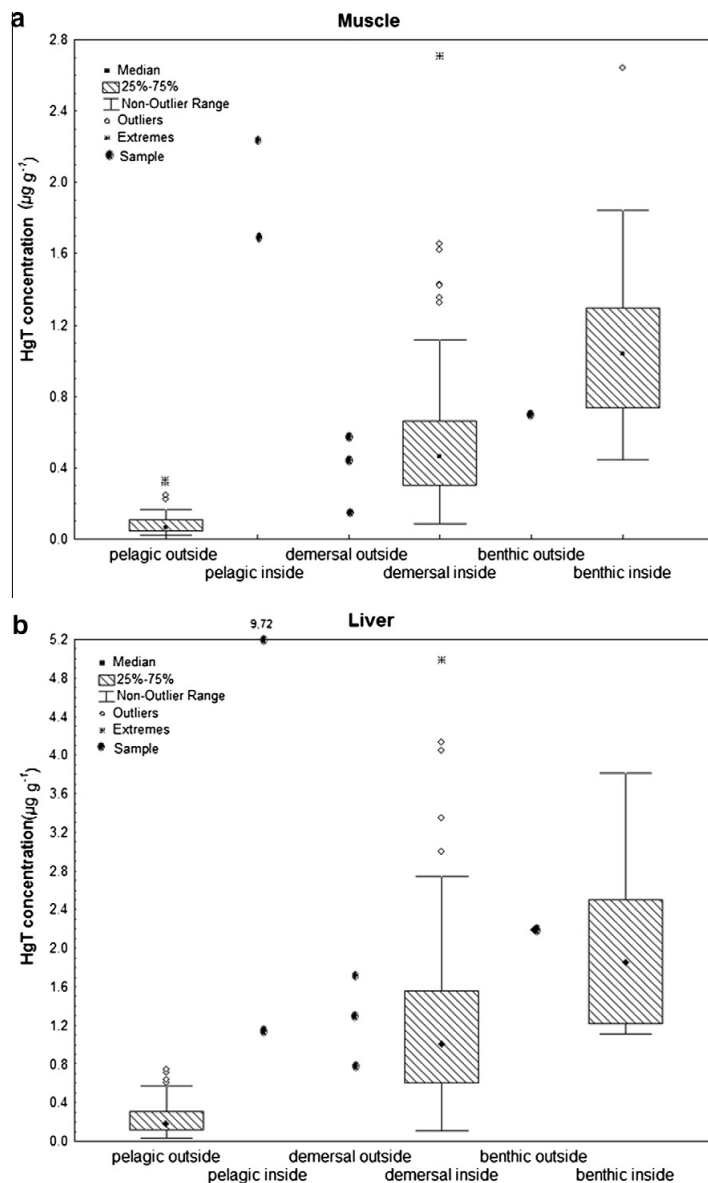 a
Muscle
2.8
2.4
2.0
1.6
1.2
0.8
0.4
0.0
HgT concentration (µg g⁻¹)
Median
25%-75%
Non-Outlier Range
Outliers
Extremes
Sample
pelagic outside
pelagic inside
demersal outside
demersal inside
benthic outside
benthic inside
b
Liver
9.72
5.2
4.8
4.4
4.0
3.6
3.2
2.8
2.4
2.0
1.6
1.2
0.8
0.4
0.0
HgT concentration(µg g⁻¹)
Median
25%-75%
Non-Outlier Range
Outliers
Extremes
Sample
pelagic outside
pelagic inside
demersal outside
demersal inside
benthic outside
benthic inside